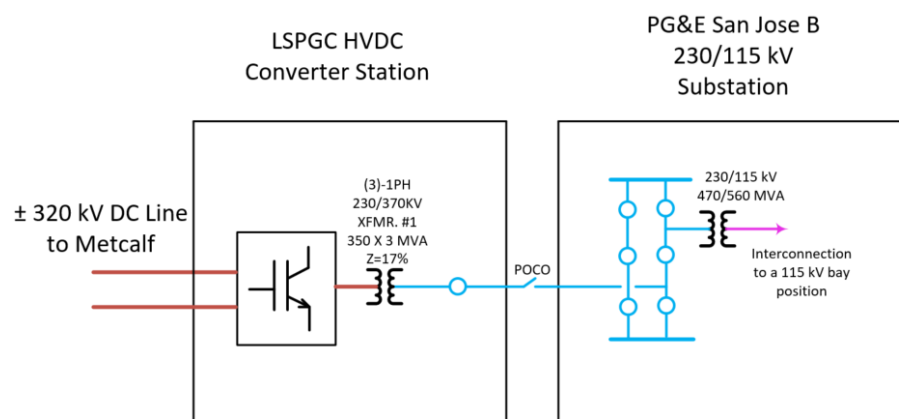 LSPGC HVDC
Converter Station
PG&E San Jose B
230/115 kV
Substation
± 320 kV DC Line
to Metcalf
(3)-1PH
230/370KV
XFMR. #1
350 X 3 MVA
Z=17%
POCO
230/115 kV
470/560 MVA
Interconnection
to a 115 kV bay
position